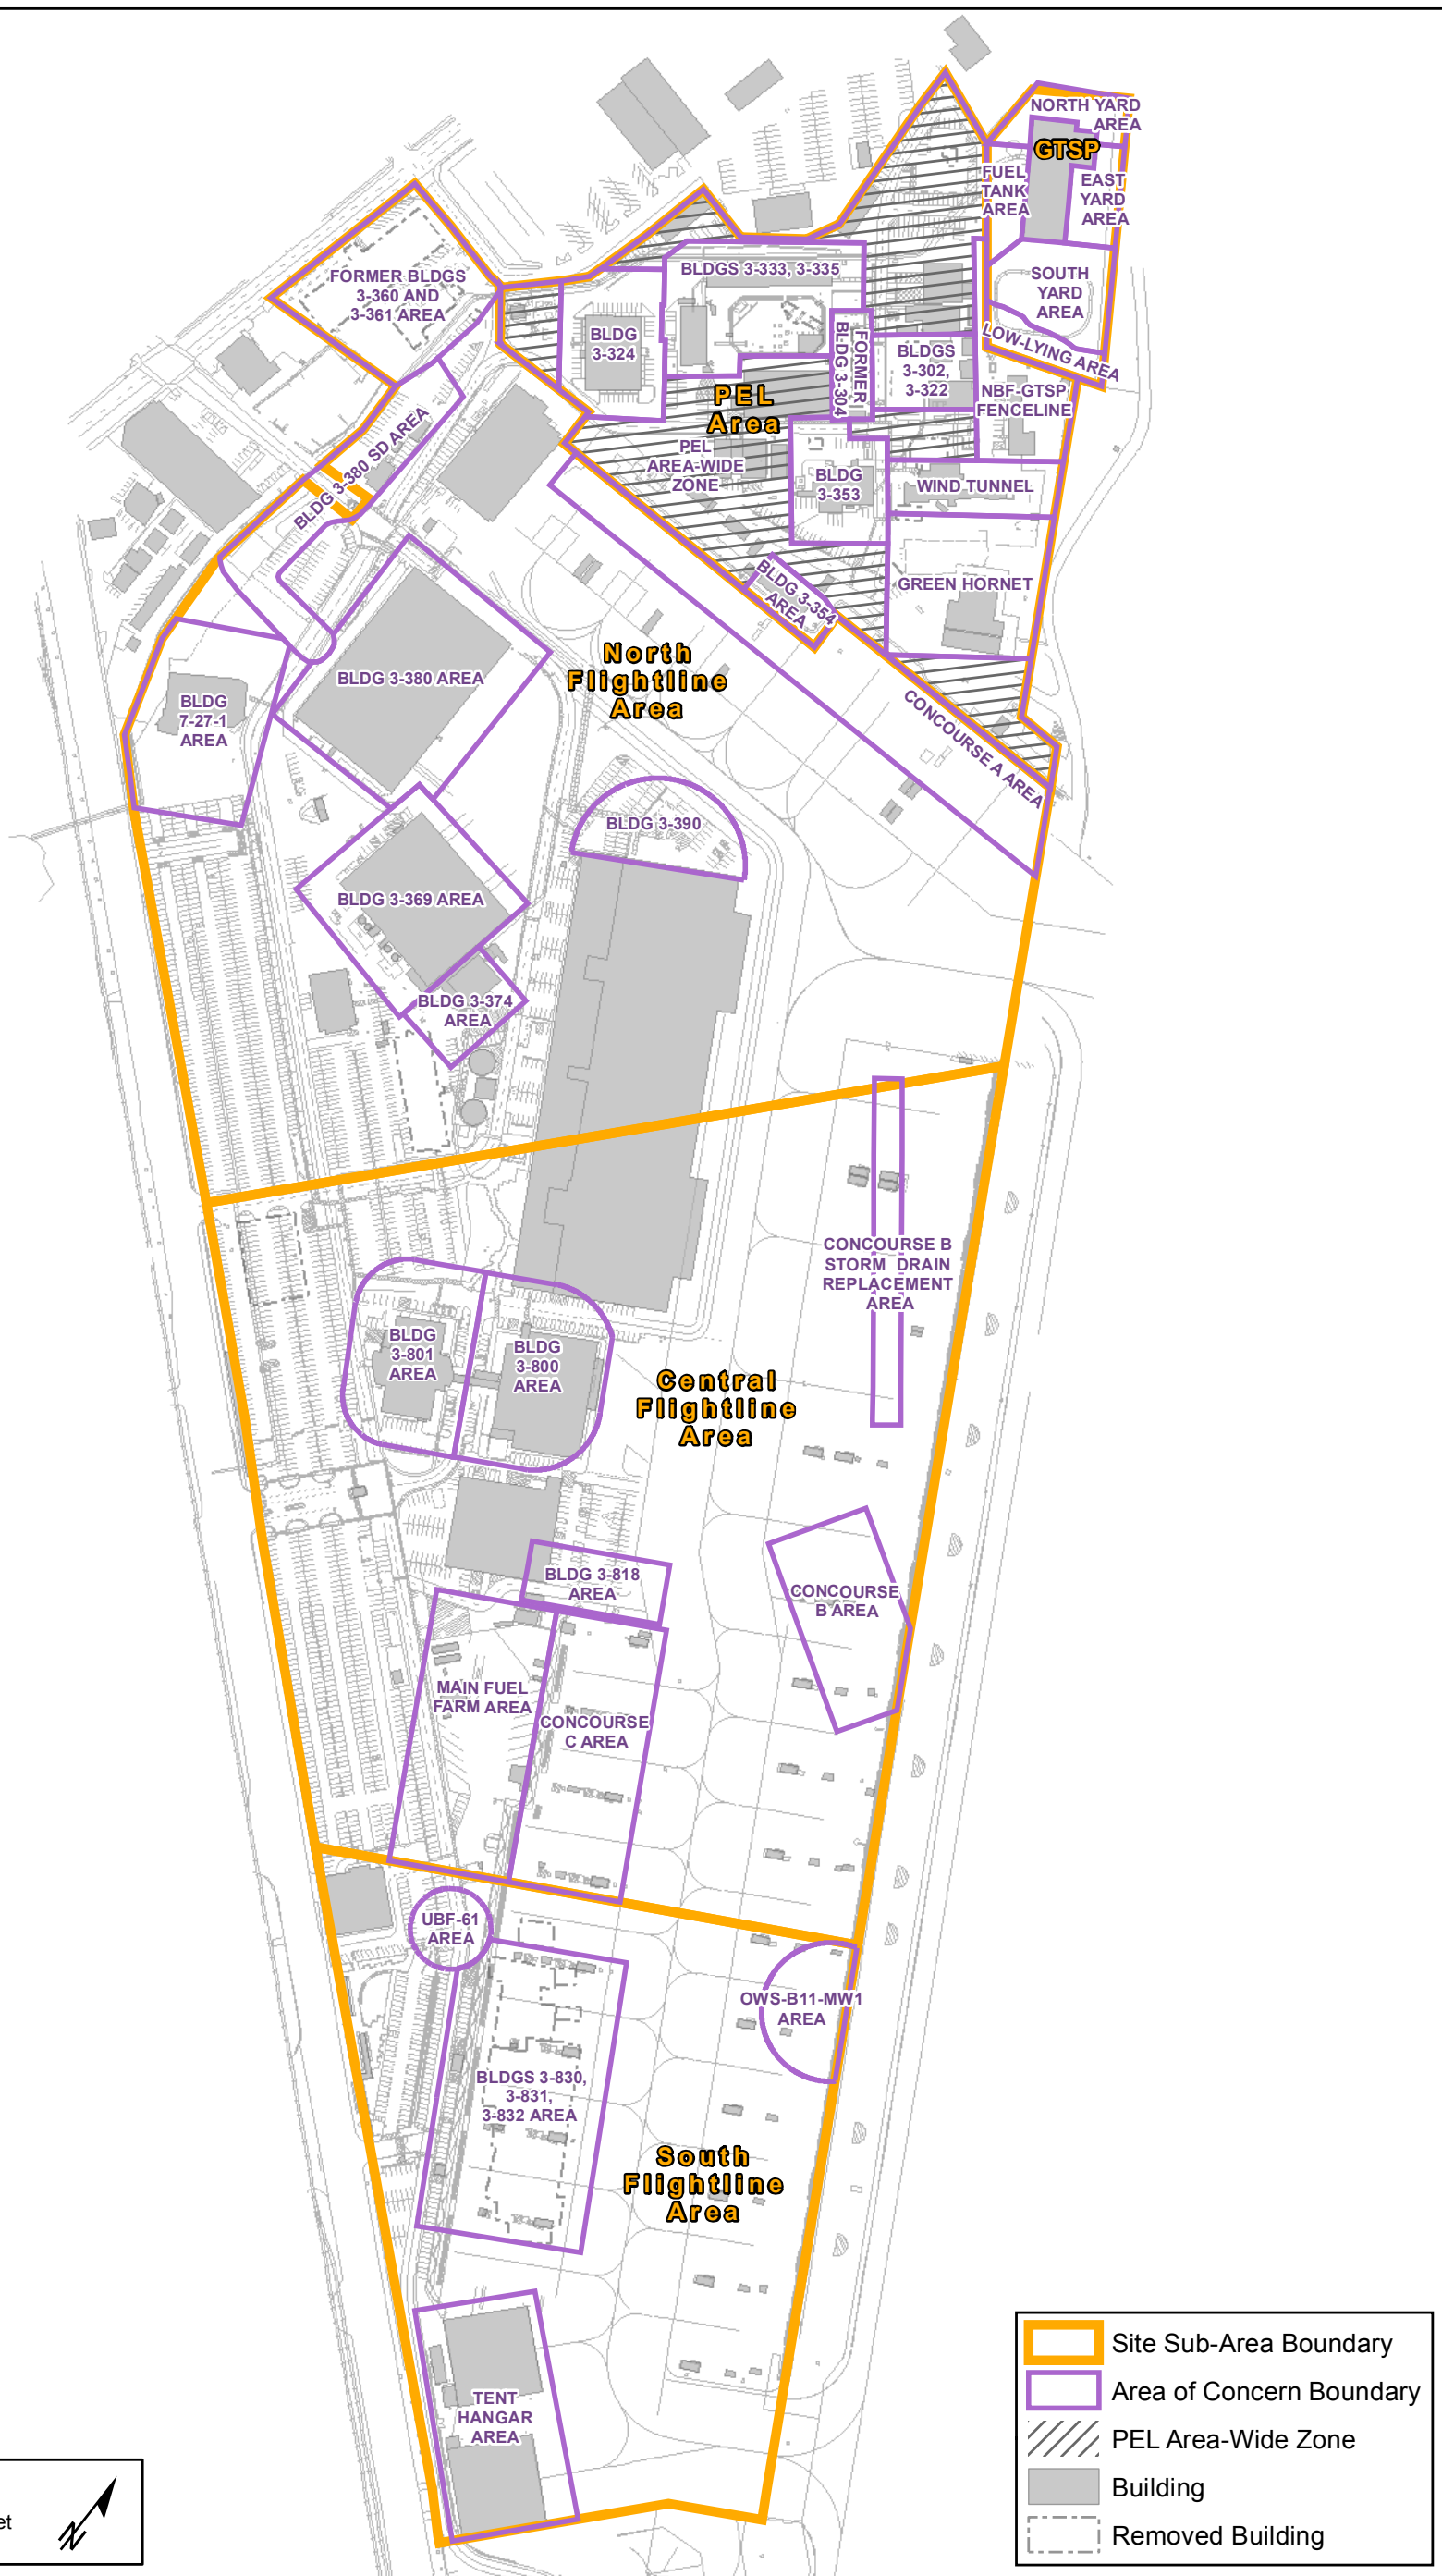 NORTH YARD
AREA
GTSP
FUEL
TANK
AREA
EAST
YARD
AREA
SOUTH
YARD
AREA
LOW-LYING AREA
FORMER BLDGS
3-360 AND
3-361 AREA
BLDGS 3-333, 3-335
BLDG
3-324
FORMER
BLDG 3-304
BLDGS
3-302,
3-322
NBF-GTSP
FENCELINE
PEL
Area
PEL
AREA-WIDE
ZONE
BLDG
3-353
WIND TUNNEL
BLDG 3-380 SD AREA
GREEN HORNET
BLDG 3-354
AREA
North
Flightline
Area
BLDG 3-380 AREA
BLDG
7-27-1
AREA
CONCOURSE A AREA
BLDG 3-390
BLDG 3-369 AREA
BLDG 3-374
AREA
CONCOURSE B
STORM DRAIN
REPLACEMENT
AREA
BLDG
3-801
AREA
BLDG
3-800
AREA
Central
Flightline
Area
BLDG 3-818
AREA
CONCOURSE
B AREA
MAIN FUEL
FARM AREA
CONCOURSE
C AREA
UBF-61
AREA
OWS-B11-MW1
AREA
BLDGS 3-830,
3-831,
3-832 AREA
South
Flightline
Area
TENT
HANGAR
AREA
Site Sub-Area Boundary
Area of Concern Boundary
PEL Area-Wide Zone
Building
Removed Building
et
N